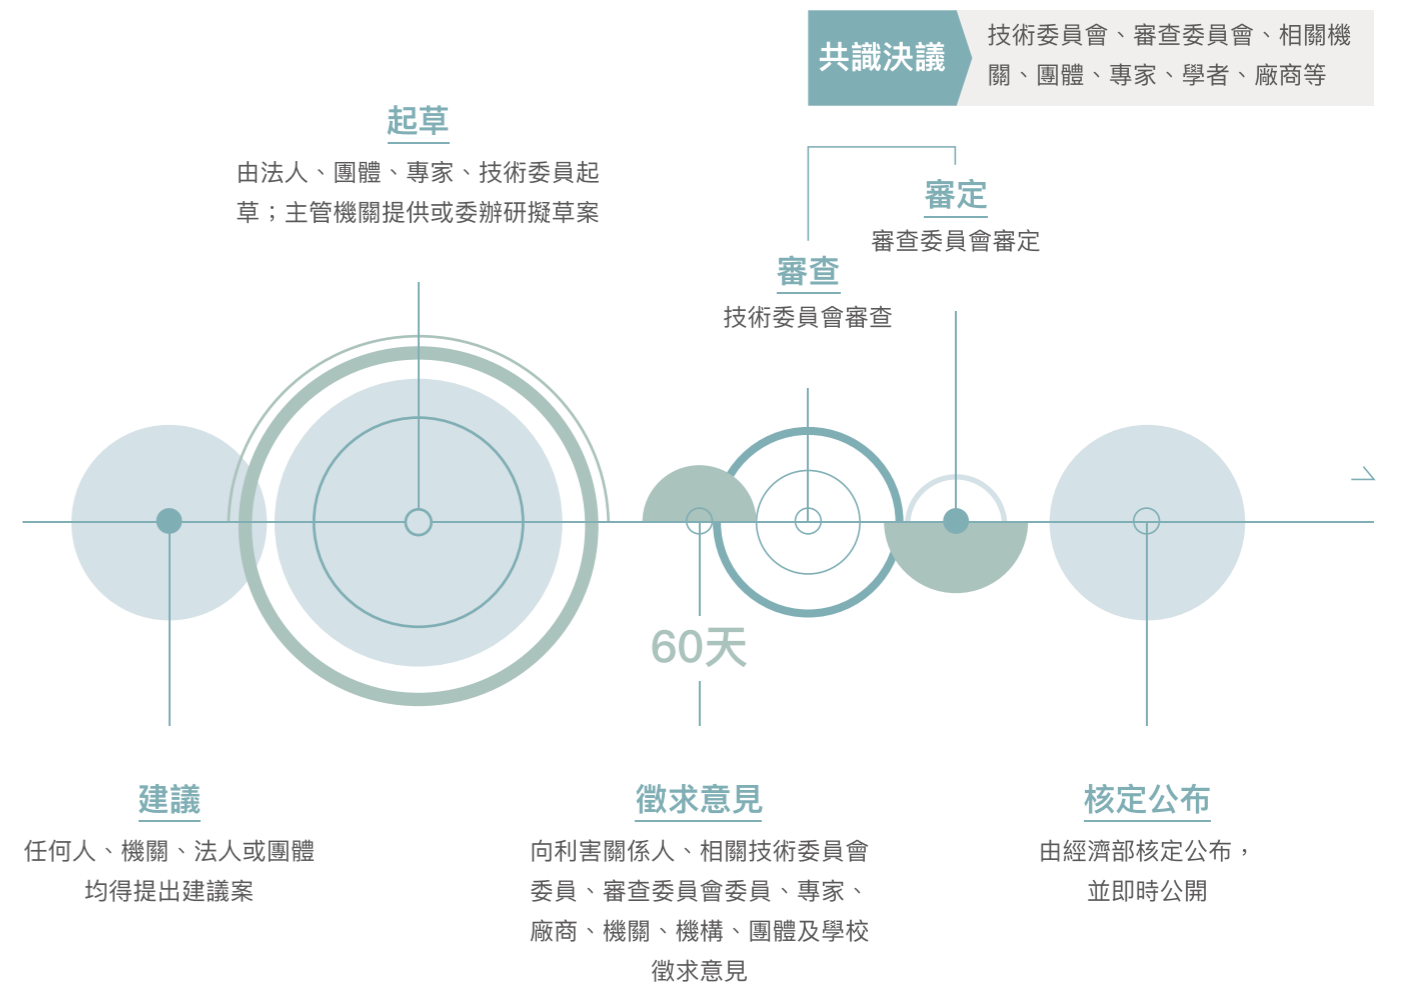 共識決議
技術委員會、審查委員會、相關機
關、團體、專家、學者、廠商等
起草
由法人、團體、專家、技術委員起
草；主管機關提供或委辦研擬草案
審定
審查委員會審定
審查
技術委員會審查
60天
建議
任何人、機關、法人或團體
均得提出建議案
徵求意見
向利害關係人、相關技術委員會
委員、審查委員會委員、專家、
廠商、機關、機構、團體及學校
徵求意見
核定公布
由經濟部核定公布，
並即時公開